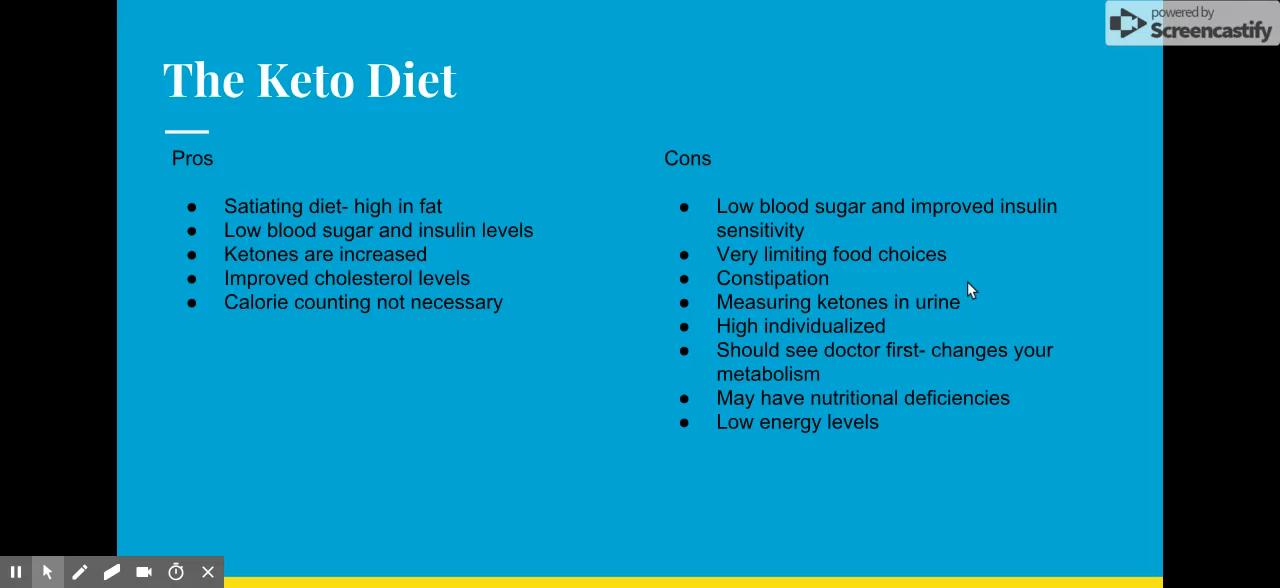 powered by
Screencastify
The Keto Diet
Pros
● Satiating diet- high in fat
● Low blood sugar and insulin levels
● Ketones are increased
● Improved cholesterol levels
● Calorie counting not necessary
Cons
● Low blood sugar and improved insulin
sensitivity
● Very limiting food choices
● Constipation
● Measuring ketones in urine
● High individualized
● Should see doctor first- changes your
metabolism
● May have nutritional deficiencies
● Low energy levels